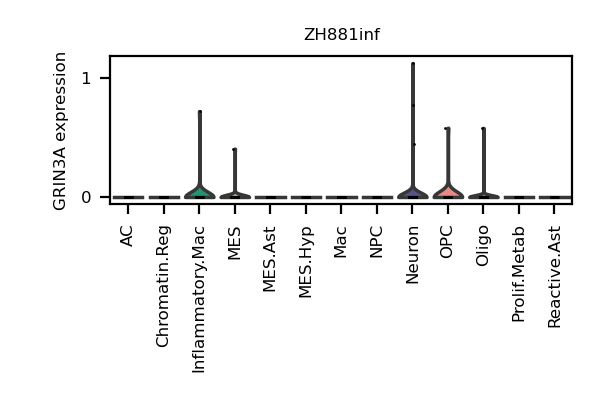 ZH881inf
GRIN3A expression
1
0
AC
Chromatin.Reg
Inflammatory.Mac
MES
MES.Ast
MES.Hyp
Mac
NPC
Neuron
OPC
Oligo
Prolif.Metab
Reactive.Ast